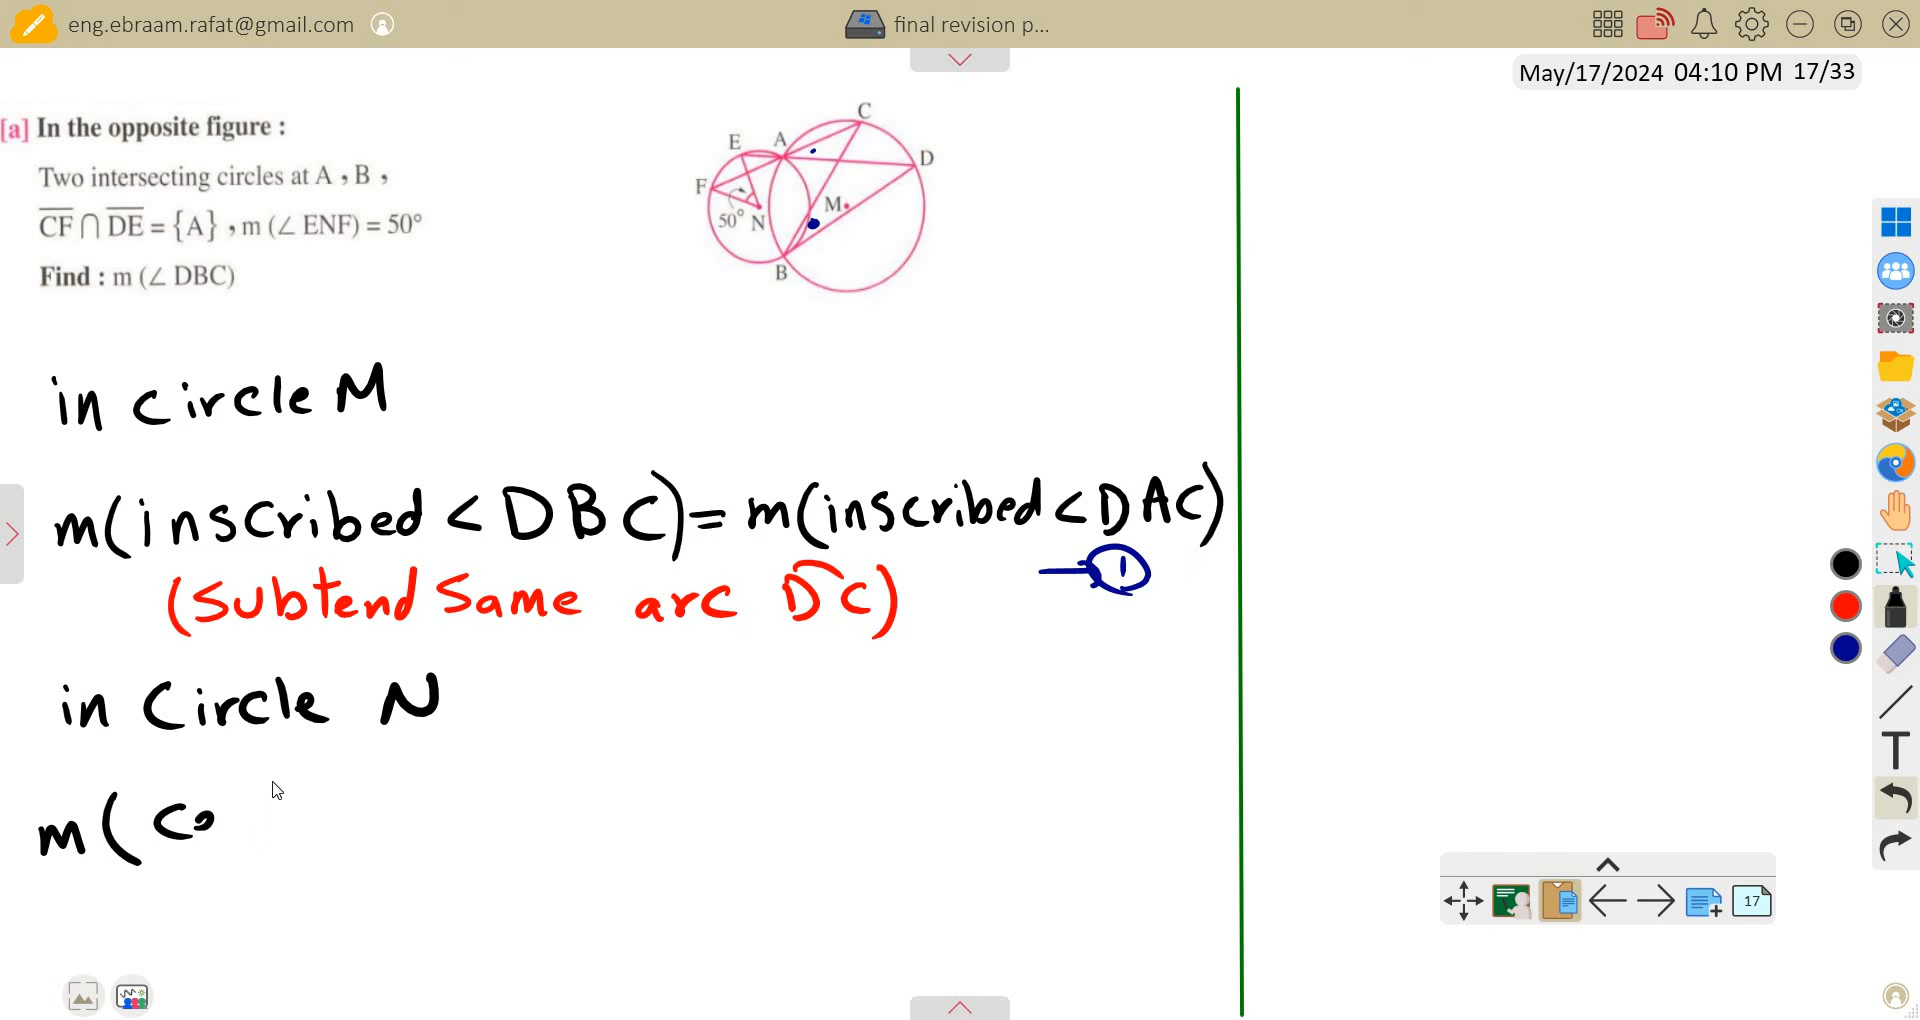 eng.ebraam.rafat@gmail.com
final revision p...
May/17/2024 04:10 PM 17/33
[a] In the opposite figure :
Two intersecting circles at A , B ,
CF ∩ DE = {A} , m (∠ ENF) = 50°
Find : m (∠ DBC)
C
E A
D
F
M
50° N
B
in circle M
m(inscribed < DBC) = m(inscribed < DAC)
1
(Subtend Same arc DC)
in Circle N
m( Co
T
17